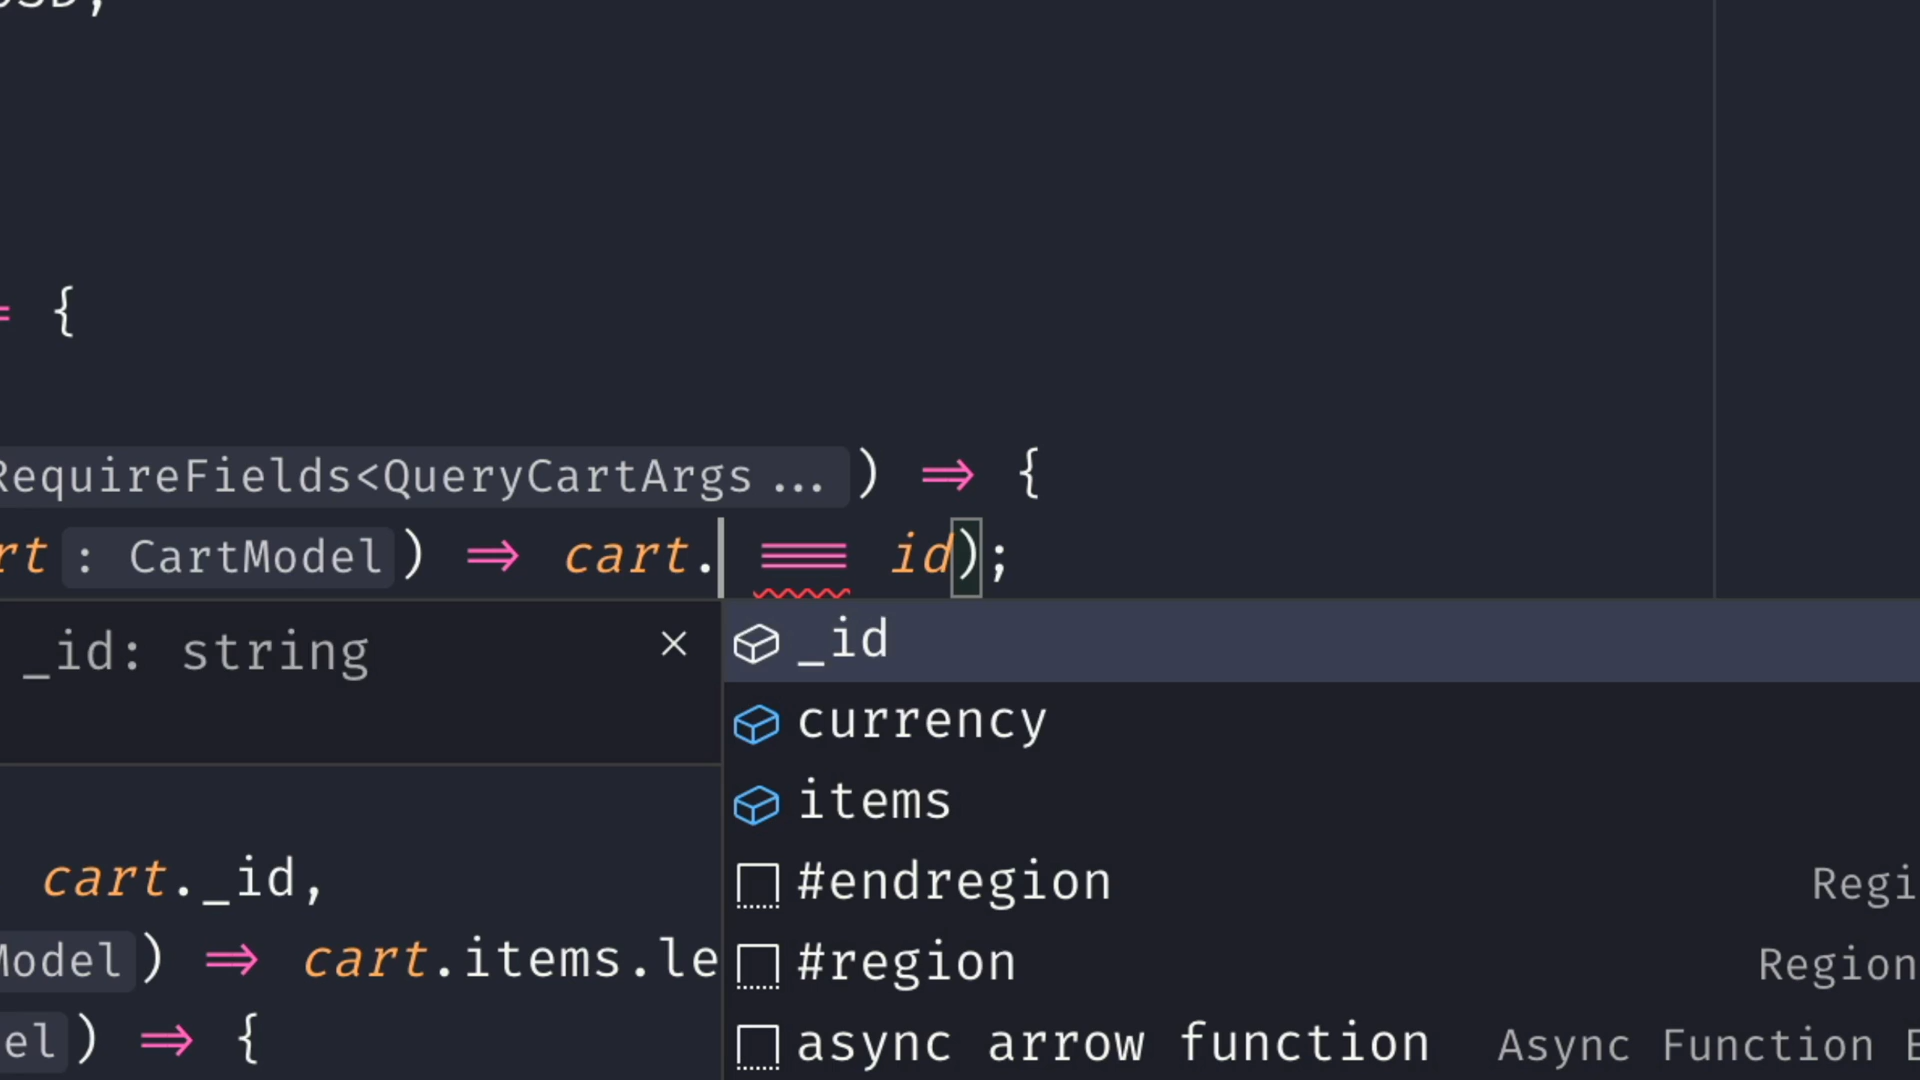 = {
RequireFields<QueryCartArgs ...) => {
rt : CartModel) => cart. === id);
_id: string ×
_id
currency
items
#endregion Regi
#region Region
async arrow function Async Function E
cart._id,
Model) => cart.items.le
el) => {